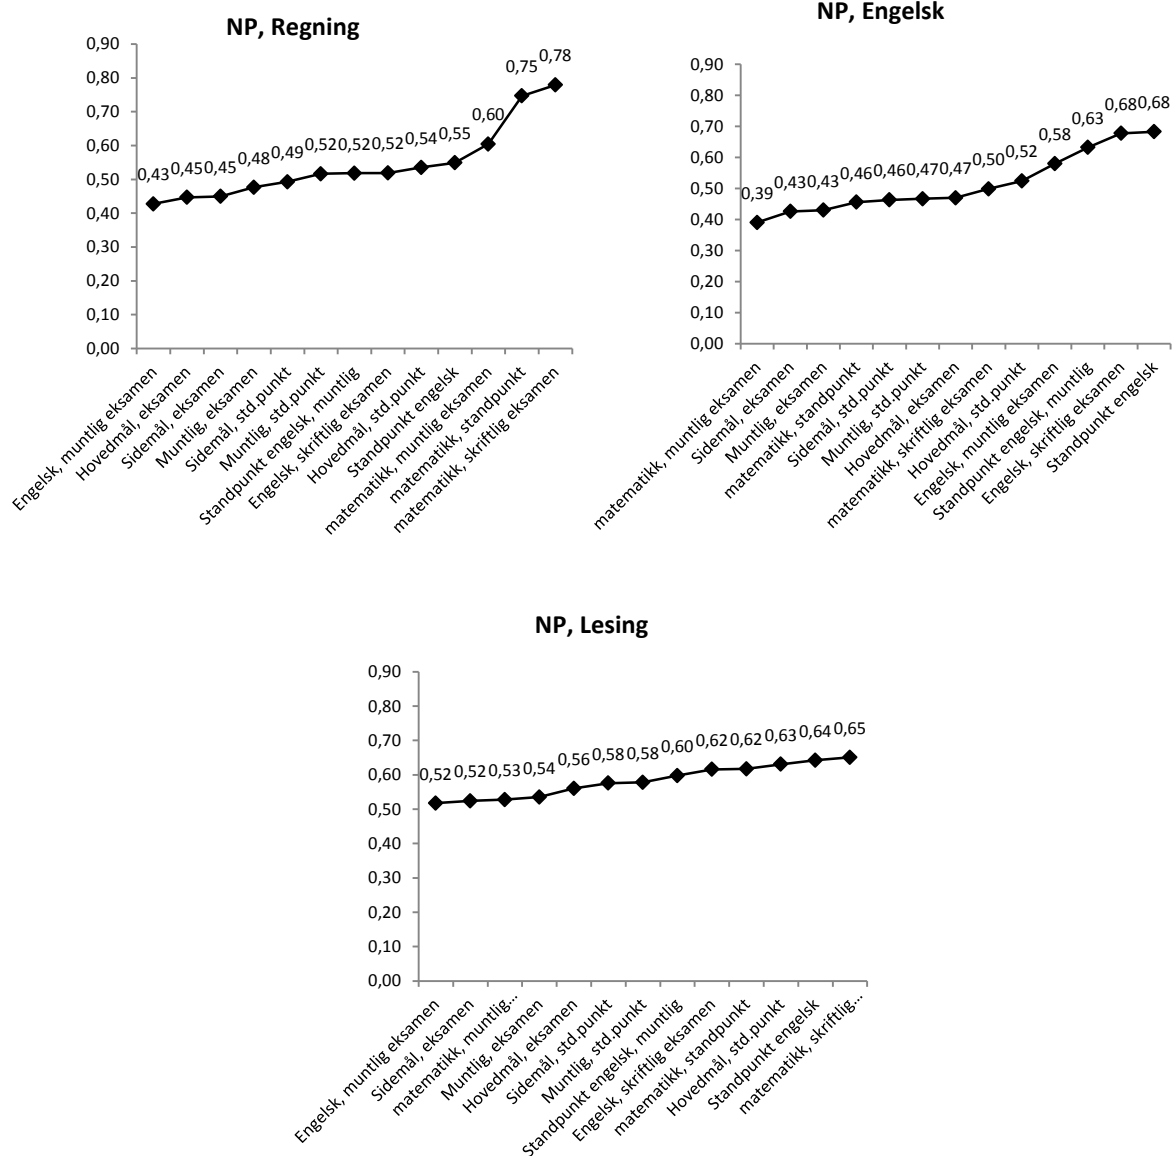 NP, Regning
0,90
0,80
0,70
0,60
0,50
0,40
0,30
0,20
0,10
0,00
0,43
0,45
0,45
0,48
0,49
0,52
0,52
0,52
0,54
0,55
0,60
0,75
0,78
Engelsk, muntlig eksamen
Hovedmål, eksamen
Sidemål, eksamen
Muntlig, eksamen
Sidemål, std.punkt
Muntlig, std.punkt
Standpunkt engelsk, muntlig
Engelsk, skriftlig eksamen
Hovedmål, std.punkt
Standpunkt engelsk
matematikk, muntlig eksamen
matematikk, standpunkt
matematikk, skriftlig eksamen
NP, Engelsk
0,90
0,80
0,70
0,60
0,50
0,40
0,30
0,20
0,10
0,00
0,39
0,43
0,43
0,46
0,46
0,47
0,47
0,50
0,52
0,58
0,63
0,68
0,68
matematikk, muntlig eksamen
Sidemål, eksamen
Muntlig, eksamen
matematikk, standpunkt
Sidemål, std.punkt
Muntlig, std.punkt
Hovedmål, eksamen
matematikk, skriftlig eksamen
Hovedmål, std.punkt
Engelsk, muntlig eksamen
Standpunkt engelsk, muntlig
Engelsk, skriftlig eksamen
Standpunkt engelsk
NP, Lesing
0,90
0,80
0,70
0,60
0,50
0,40
0,30
0,20
0,10
0,00
0,52
0,52
0,53
0,54
0,56
0,58
0,58
0,60
0,62
0,62
0,63
0,64
0,65
Engelsk, muntlig eksamen
Sidemål, eksamen
matematikk, muntlig...
Muntlig, eksamen
Hovedmål, eksamen
Sidemål, std.punkt
Muntlig, std.punkt
Standpunkt engelsk, muntlig
Engelsk, skriftlig eksamen
matematikk, standpunkt
Hovedmål, std.punkt
Standpunkt engelsk
matematikk, skriftlig...